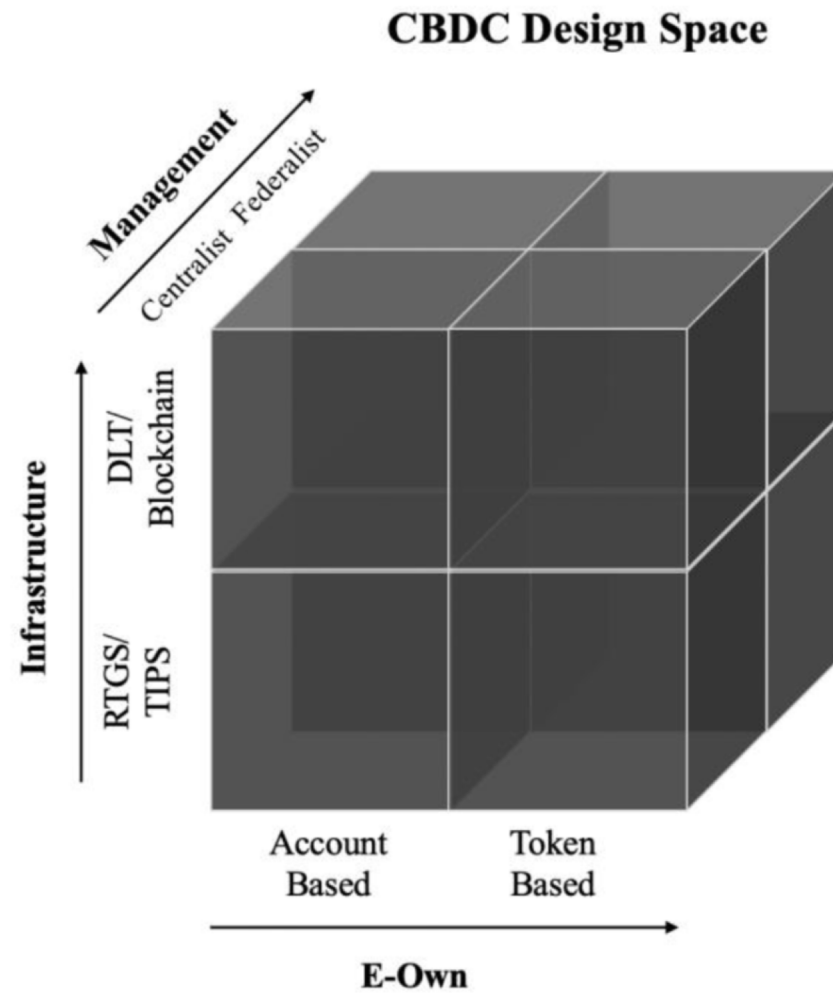 CBDC Design Space
Management
Centralist Federalist
Infrastructure
DLT/
Blockchain
RTGS/
TIPS
Account
Based
Token
Based
E-Own